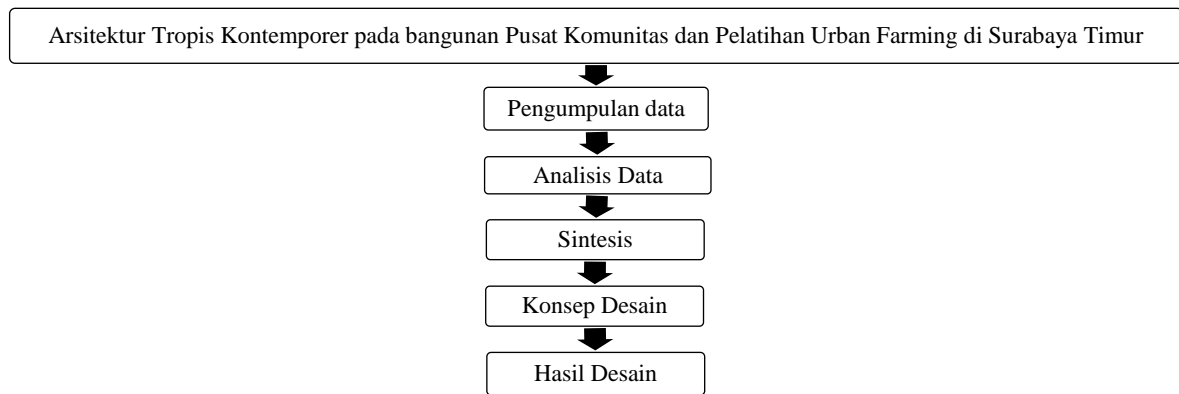 Arsitektur Tropis Kontemporer pada bangunan Pusat Komunitas dan Pelatihan Urban Farming di Surabaya Timur
Pengumpulan data
Analisis Data
Sintesis
Konsep Desain
Hasil Desain